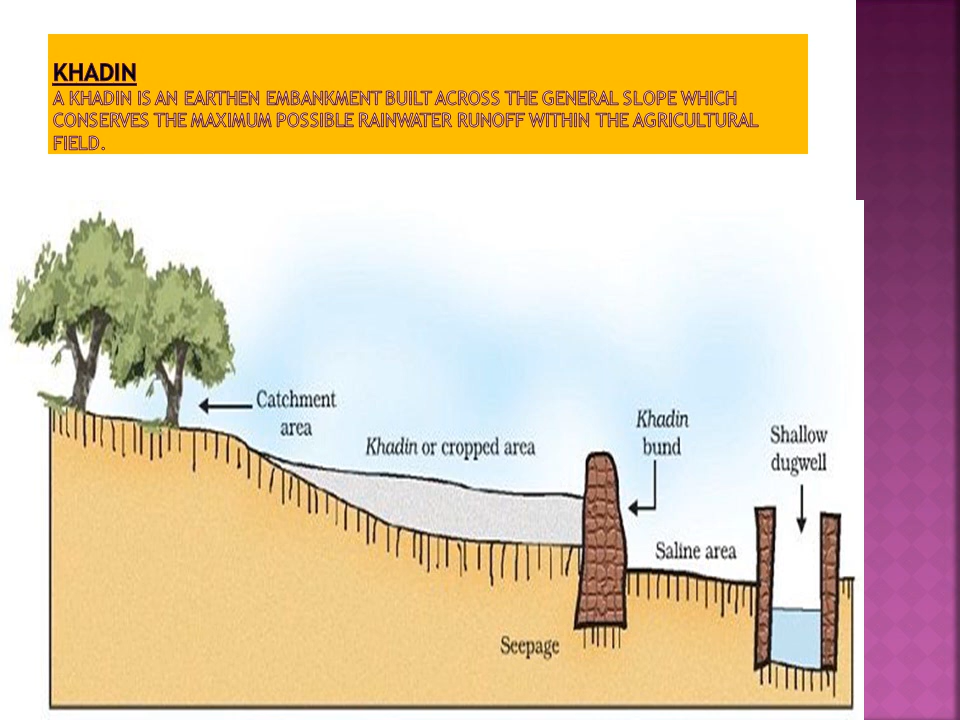 KHADIN
A KHADIN IS AN EARTHEN EMBANKMENT BUILT ACROSS THE GENERAL SLOPE WHICH
CONSERVES THE MAXIMUM POSSIBLE RAINWATER RUNOFF WITHIN THE AGRICULTURAL
FIELD.
Catchment
area
Khadin or cropped area
Khadin
bund
Shallow
dugwell
Saline area
Seepage